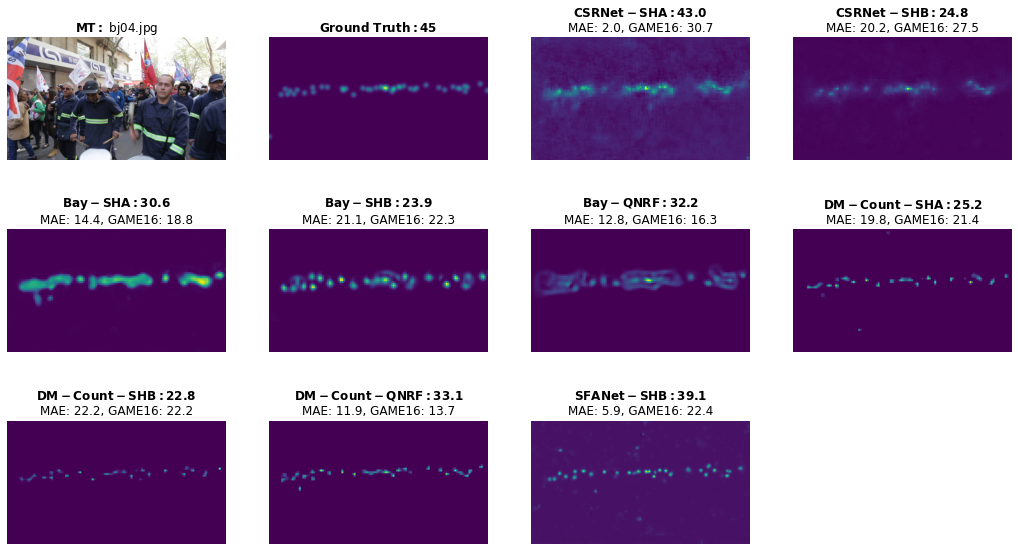 MT: bj04.jpg
Ground Truth:45
CSRNet−SHA:43.0
MAE: 2.0, GAME16: 30.7
CSRNet−SHB:24.8
MAE: 20.2, GAME16: 27.5
Bay−SHA:30.6
MAE: 14.4, GAME16: 18.8
Bay−SHB:23.9
MAE: 21.1, GAME16: 22.3
Bay−QNRF:32.2
MAE: 12.8, GAME16: 16.3
DM−Count−SHA:25.2
MAE: 19.8, GAME16: 21.4
DM−Count−SHB:22.8
MAE: 22.2, GAME16: 22.2
DM−Count−QNRF:33.1
MAE: 11.9, GAME16: 13.7
SFANet−SHB:39.1
MAE: 5.9, GAME16: 22.4